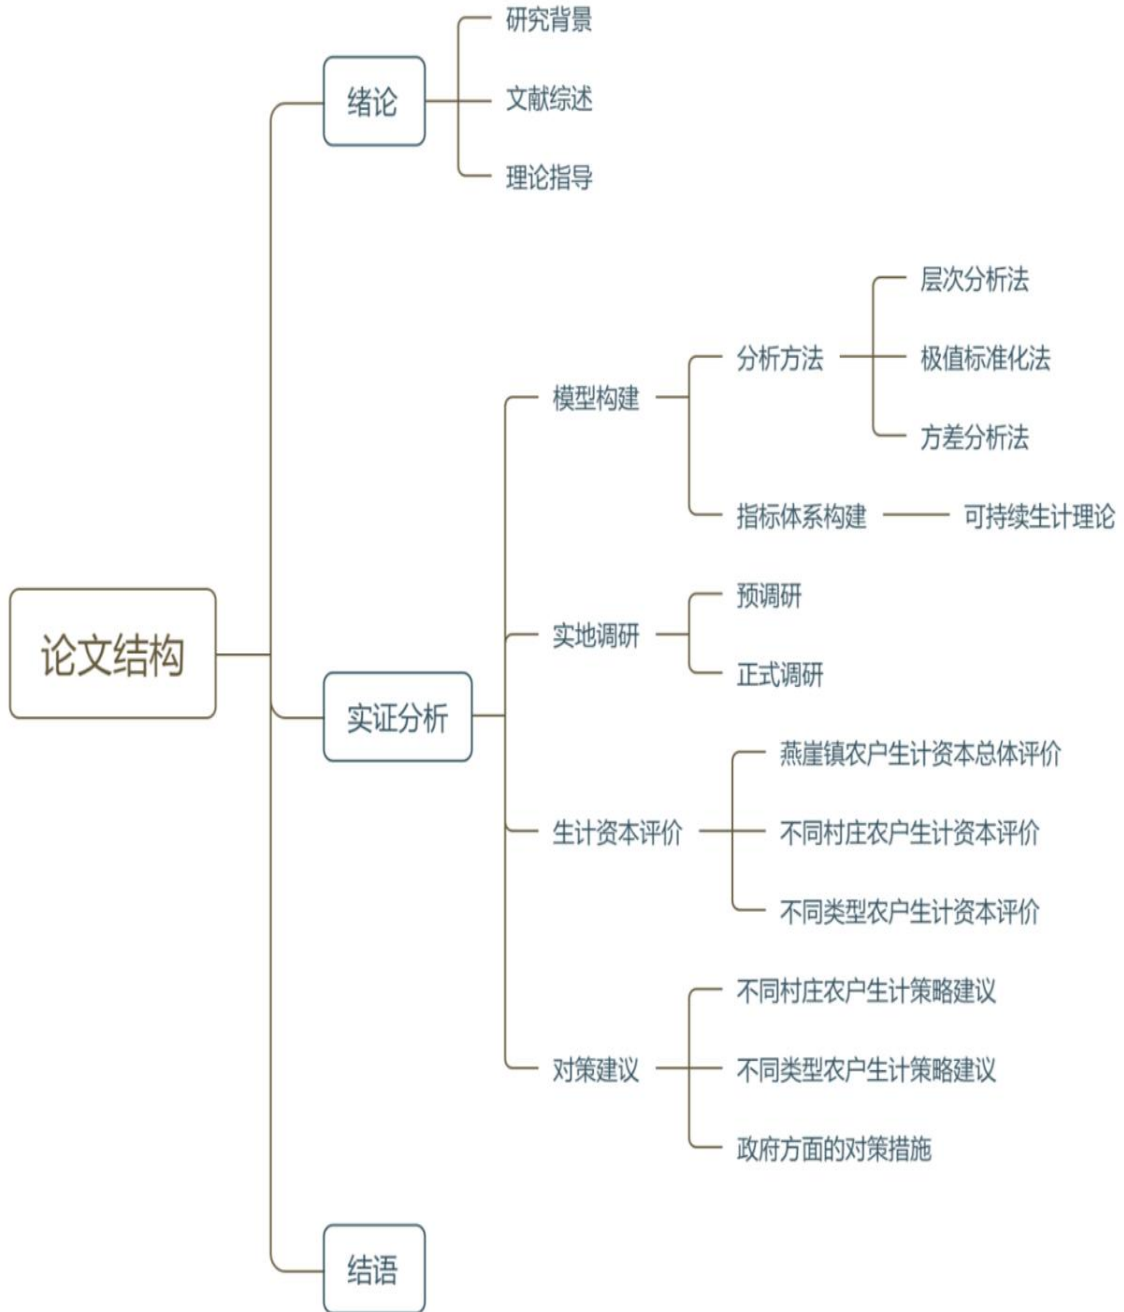 论文结构
绪论
研究背景
文献综述
理论指导
实证分析
模型构建
分析方法
层次分析法
极值标准化法
方差分析法
指标体系构建
可持续生计理论
实地调研
预调研
正式调研
生计资本评价
燕崖镇农户生计资本总体评价
不同村庄农户生计资本评价
不同类型农户生计资本评价
对策建议
不同村庄农户生计策略建议
不同类型农户生计策略建议
政府方面的对策措施
结语